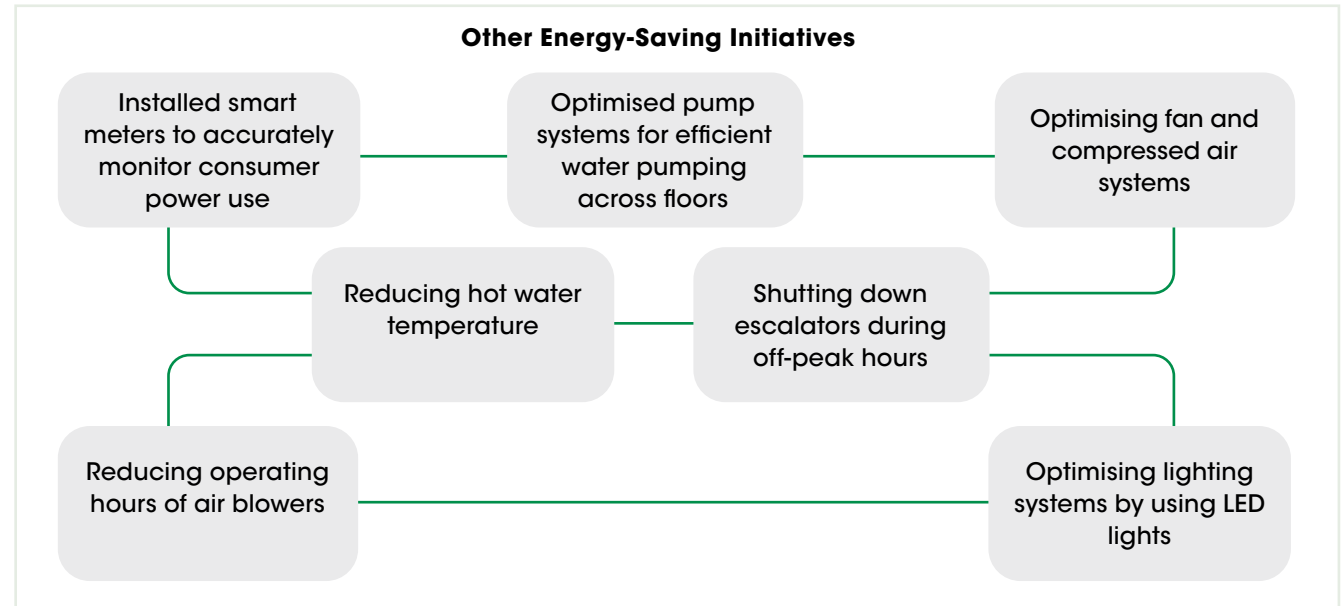 Other Energy-Saving Initiatives
Installed smart
meters to accurately
monitor consumer
power use
Optimised pump
systems for efficient
water pumping
across floors
Optimising fan and
compressed air
systems
Reducing hot water
temperature
Shutting down
escalators during
off-peak hours
Reducing operating
hours of air blowers
Optimising lighting
systems by using LED
lights